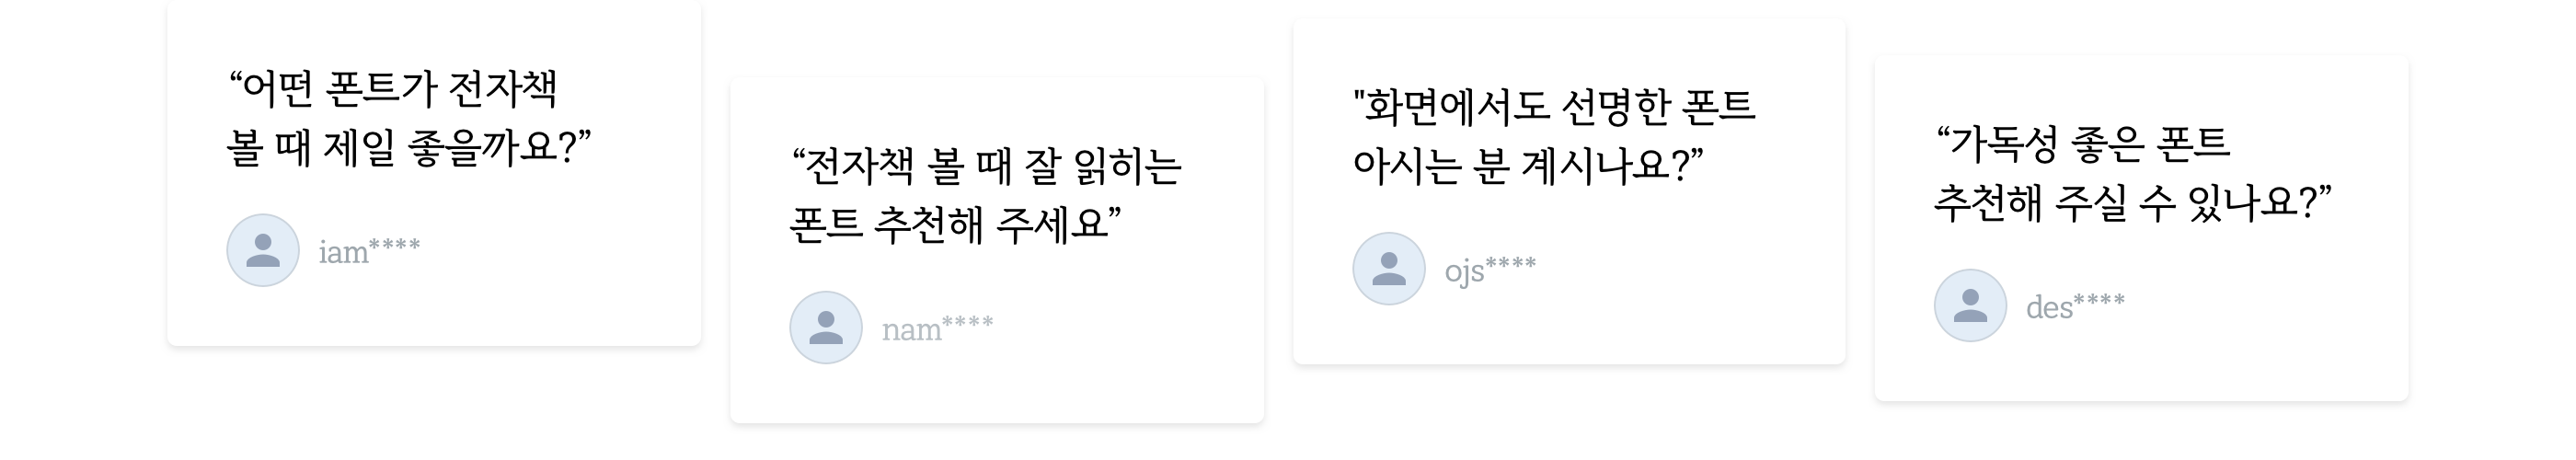 “어떤 폰트가 전자책
볼 때 제일 좋을까요?”
iam****
“전자책 볼 때 잘 읽히는
폰트 추천해 주세요”
nam****
"화면에서도 선명한 폰트
아시는 분 계시나요?”
ojs****
“가독성 좋은 폰트
추천해 주실 수 있나요?”
des****